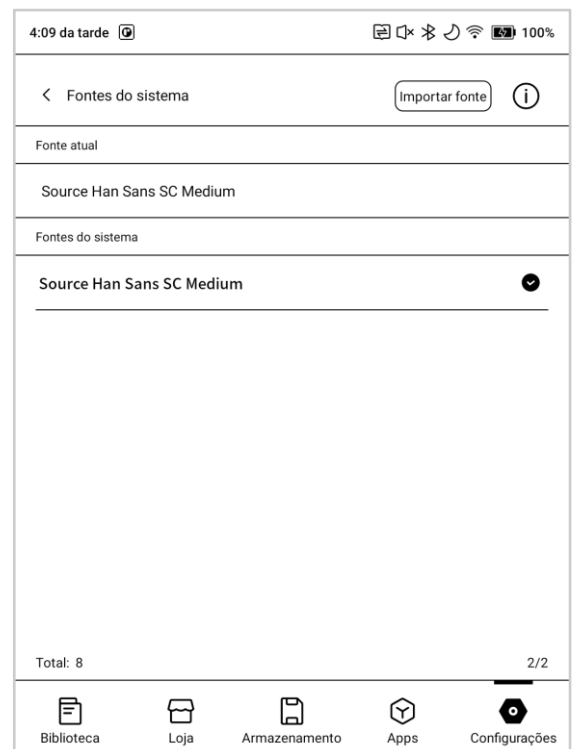 4:09 da tarde 100%
Fontes do sistema Importar fonte
Fonte atual
Source Han Sans SC Medium
Fontes do sistema
Source Han Sans SC Medium
Total: 8 2/2
Biblioteca Loja Armazenamento Apps Configurações